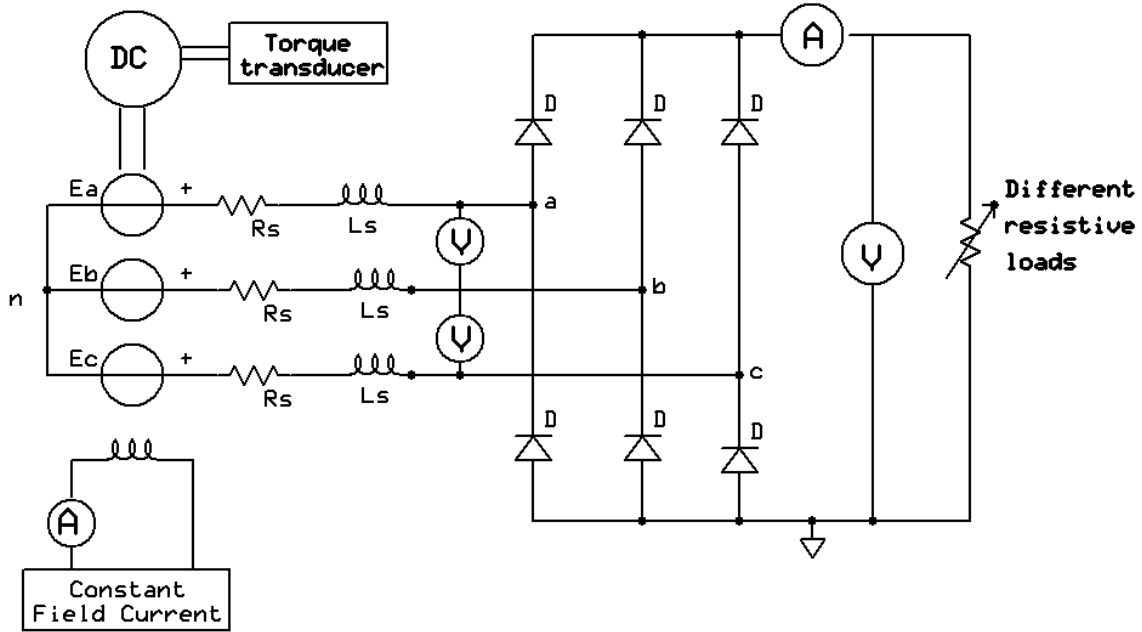 DC
Torque
transducer
A
D
D
D
Ea
+
Rs
Ls
a
V
V
Different
resistive
loads
n
Eb
+
Rs
Ls
b
Ec
+
Rs
Ls
V
c
D
D
D
A
Constant
Field Current